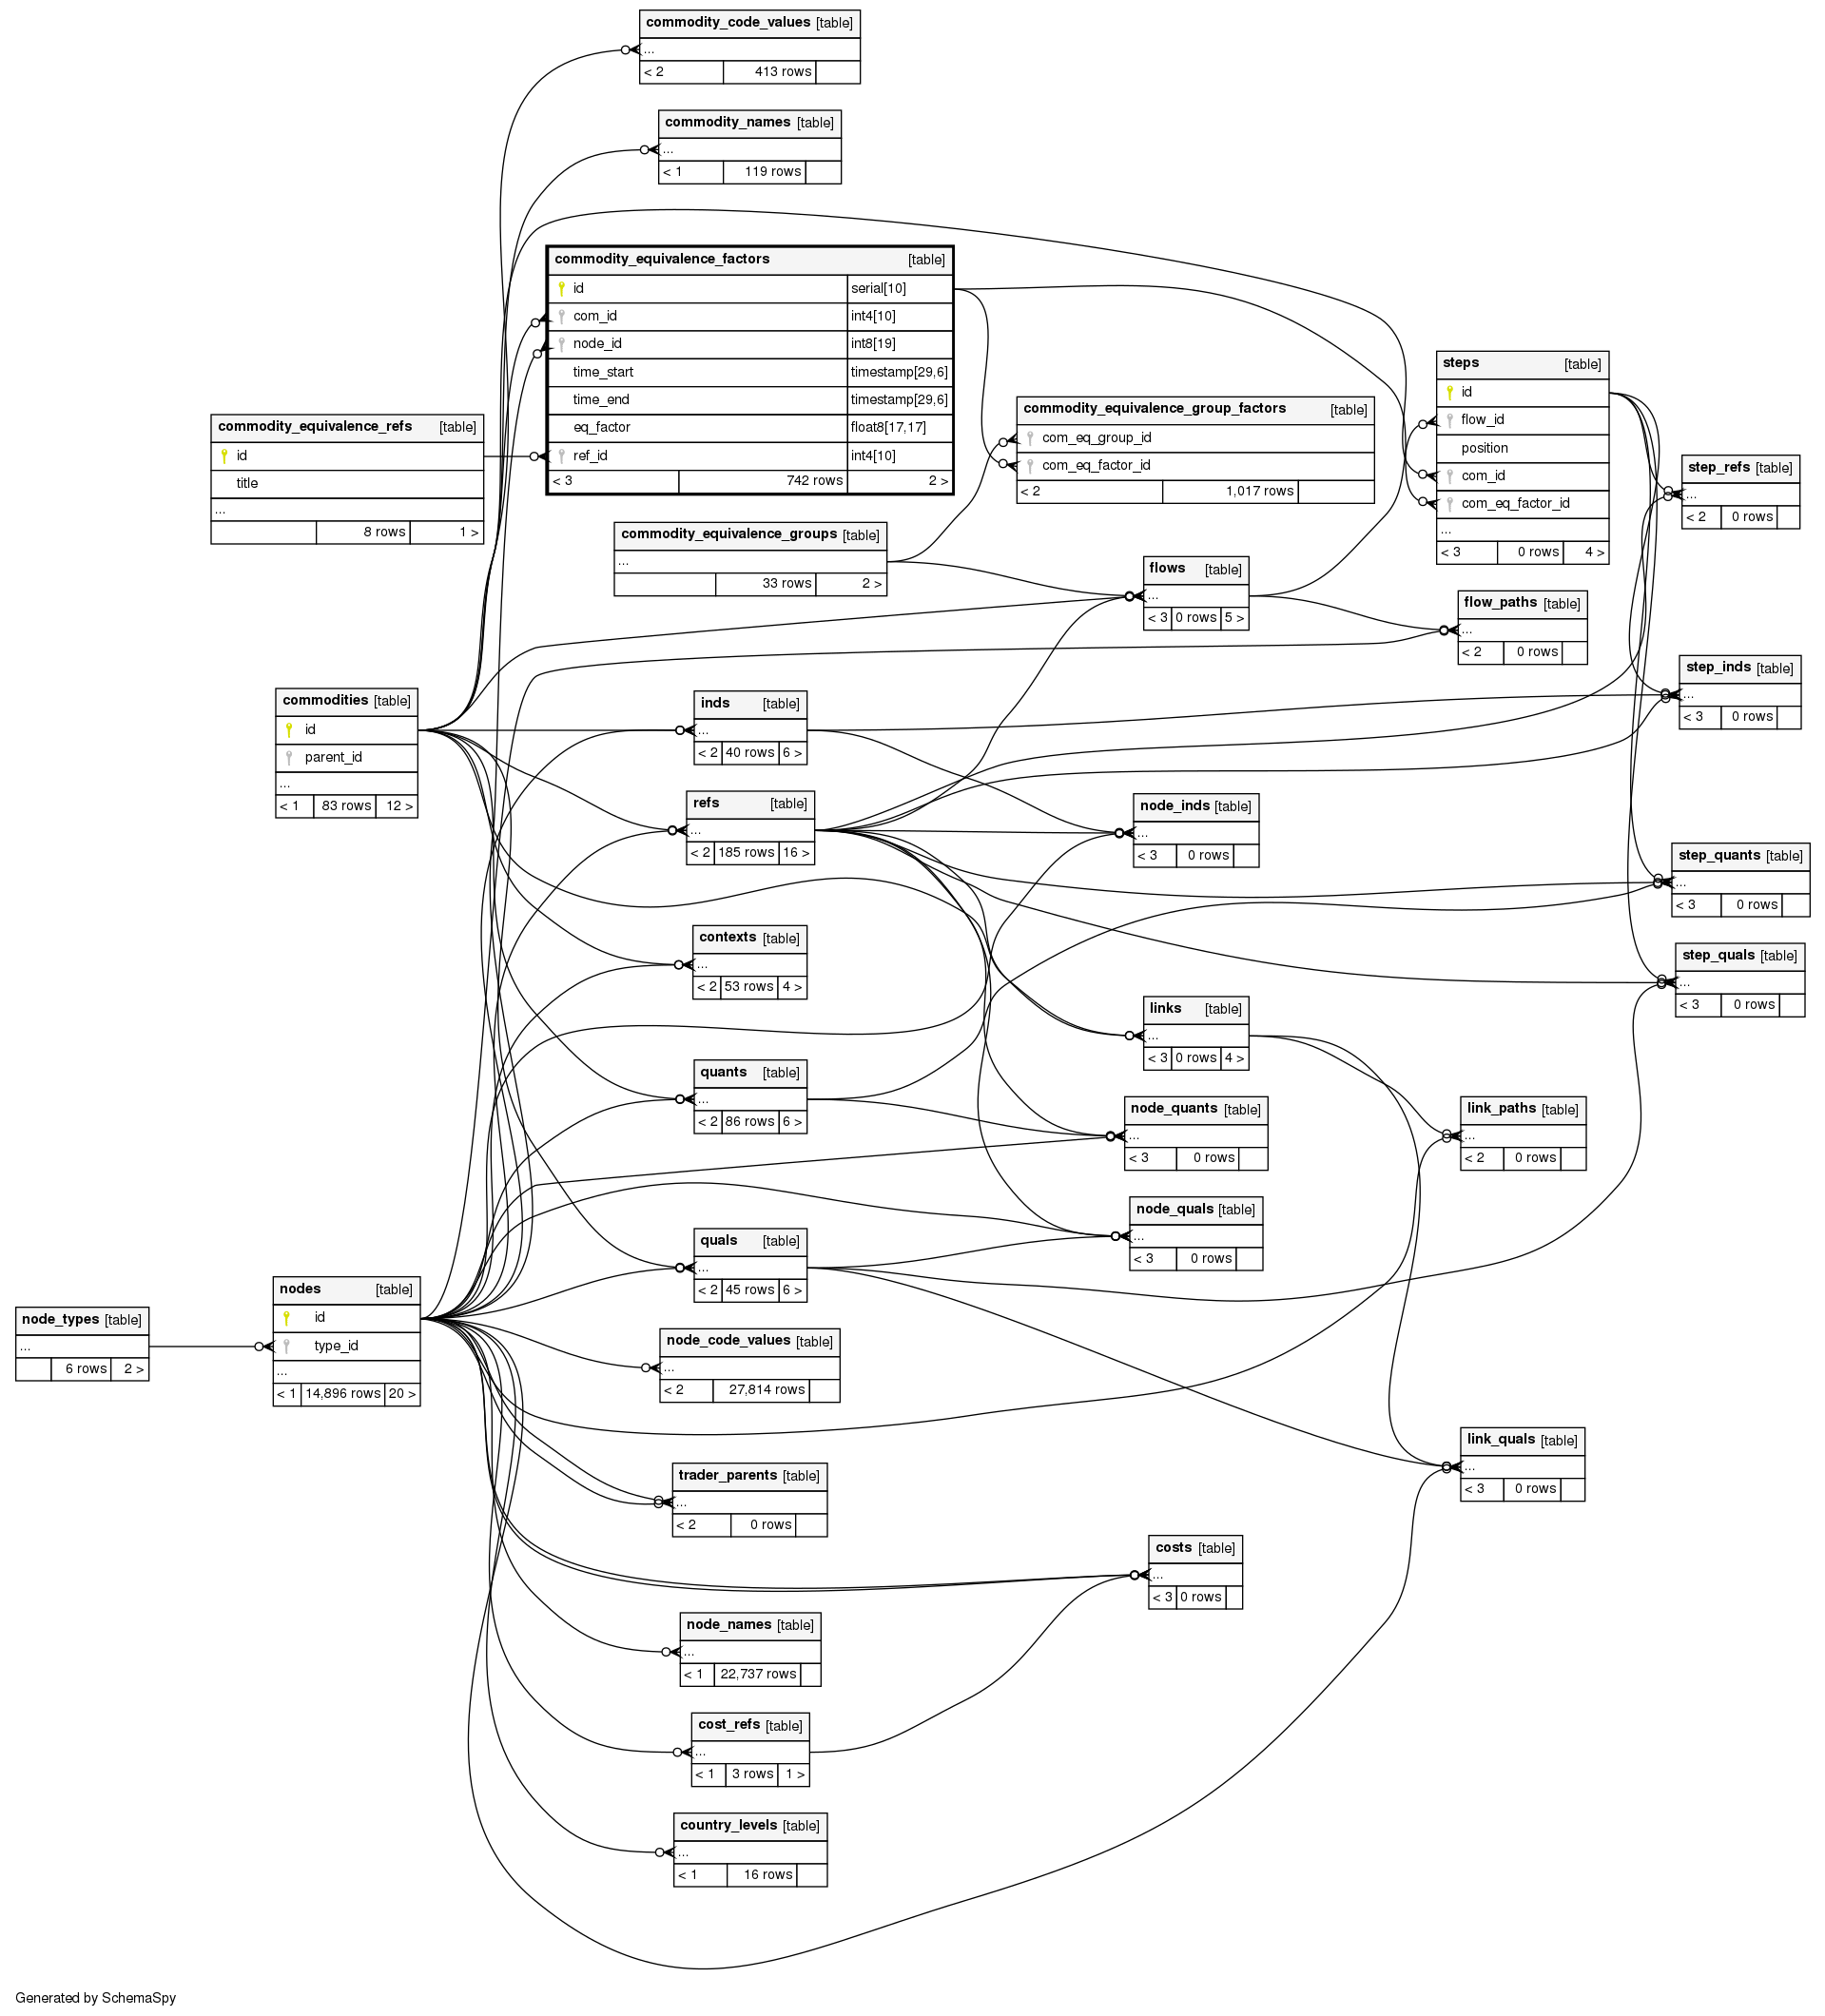 commodity_code_values [table]
...
< 2 413 rows
commodity_names [table]
...
< 1 119 rows
commodity_equivalence_factors [table]
id serial[10]
com_id int4[10]
node_id int8[19]
time_start timestamp[29,6]
time_end timestamp[29,6]
eq_factor float8[17,17]
ref_id int4[10]
< 3 742 rows 2 >
steps [table]
id
flow_id
position
com_id
com_eq_factor_id
...
< 3 0 rows 4 >
commodity_equivalence_group_factors [table]
com_eq_group_id
com_eq_factor_id
< 2 1,017 rows
commodity_equivalence_refs [table]
id
title
...
8 rows 1 >
step_refs [table]
...
< 2 0 rows
commodity_equivalence_groups [table]
...
33 rows 2 >
flows [table]
...
< 3 0 rows 5 >
flow_paths [table]
...
< 2 0 rows
step_inds [table]
...
< 3 0 rows
commodities [table]
id
parent_id
...
< 1 83 rows 12 >
inds [table]
...
< 2 40 rows 6 >
refs [table]
...
< 2 185 rows 16 >
node_inds [table]
...
< 3 0 rows
step_quants [table]
...
< 3 0 rows
contexts [table]
...
< 2 53 rows 4 >
step_quals [table]
...
< 3 0 rows
links [table]
...
< 3 0 rows 4 >
quants [table]
...
< 2 86 rows 6 >
node_quants [table]
...
< 3 0 rows
link_paths [table]
...
< 2 0 rows
node_quals [table]
...
< 3 0 rows
quals [table]
...
< 2 45 rows 6 >
nodes [table]
id
type_id
...
< 1 14,896 rows 20 >
node_types [table]
...
6 rows 2 >
node_code_values [table]
...
< 2 27,814 rows
link_quals [table]
...
< 3 0 rows
trader_parents [table]
...
< 2 0 rows
costs [table]
...
< 3 0 rows
node_names [table]
...
< 1 22,737 rows
cost_refs [table]
...
< 1 3 rows 1 >
country_levels [table]
...
< 1 16 rows
Generated by SchemaSpy